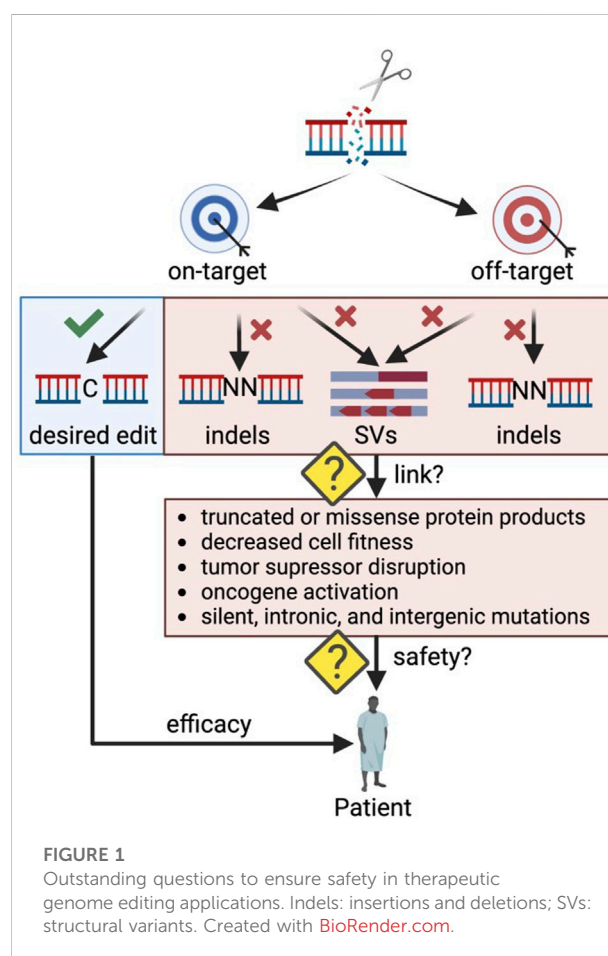 on-target
off-target
C
NN
NN
desired edit
indels
SVs
indels
?
link?
• truncated or missense protein products
• decreased cell fitness
• tumor supressor disruption
• oncogene activation
• silent, intronic, and intergenic mutations
?
safety?
efficacy
Patient
FIGURE 1
Outstanding questions to ensure safety in therapeutic
genome editing applications. Indels: insertions and deletions; SVs:
structural variants. Created with BioRender.com.